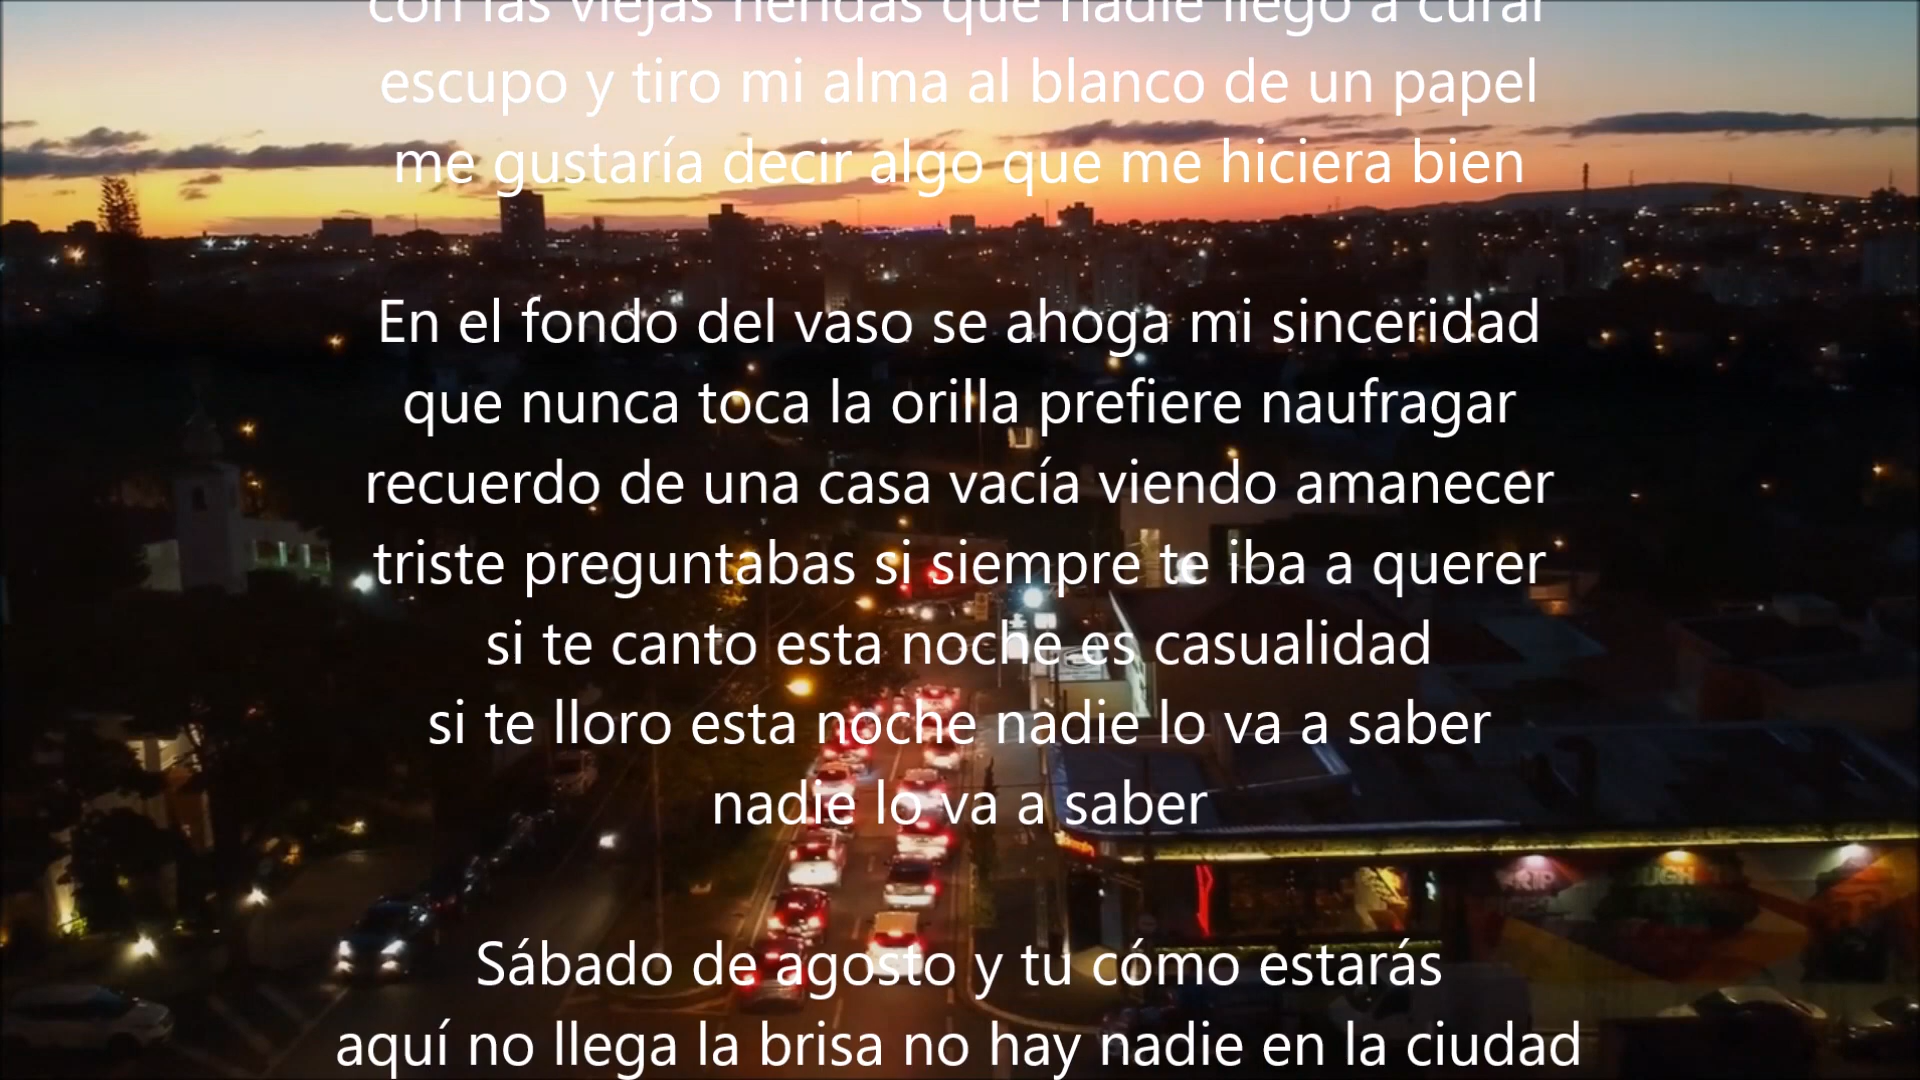 con las viejas heridas que nadie llegó a curar
escupo y tiro mi alma al blanco de un papel
me gustaría decir algo que me hiciera bien
En el fondo del vaso se ahoga mi sinceridad
que nunca toca la orilla prefiere naufragar
recuerdo de una casa vacía viendo amanecer
triste preguntabas si siempre te iba a querer
si te canto esta noche es casualidad
si te lloro esta noche nadie lo va a saber
nadie lo va a saber
Sábado de agosto y tu cómo estarás
aquí no llega la brisa no hay nadie en la ciudad